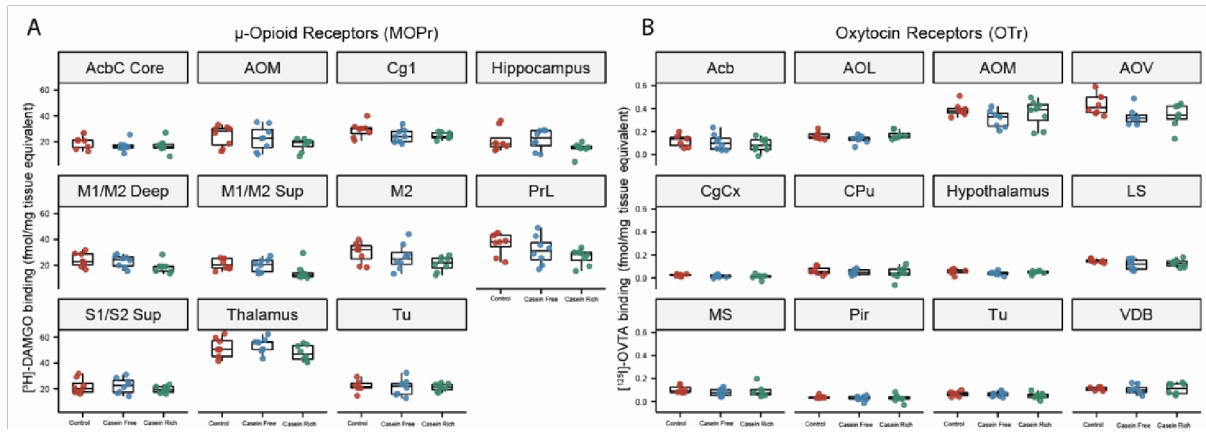 A
μ-Opioid Receptors (MOPr)
AcbC Core
AOM
Cg1
Hippocampus
60
40
20
M1/M2 Deep
M1/M2 Sup
M2
PrL
60
40
20
Control
Casein Free
Casein Rich
S1/S2 Sup
Thalamus
Tu
60
40
20
Control
Casein Free
Casein Rich
Control
Casein Free
Casein Rich
Control
Casein Free
Casein Rich
[³H]-DAMGO binding (fmol/mg tissue equivalent)
B
Oxytocin Receptors (OTr)
Acb
AOL
AOM
AOV
0.6
0.4
0.2
0.0
CgCx
CPu
Hypothalamus
LS
0.6
0.4
0.2
0.0
MS
Pir
Tu
VDB
0.6
0.4
0.2
0.0
Control
Casein Free
Casein Rich
Control
Casein Free
Casein Rich
Control
Casein Free
Casein Rich
Control
Casein Free
Casein Rich
[¹²⁵I]-OVTA binding (fmol/mg tissue equivalent)